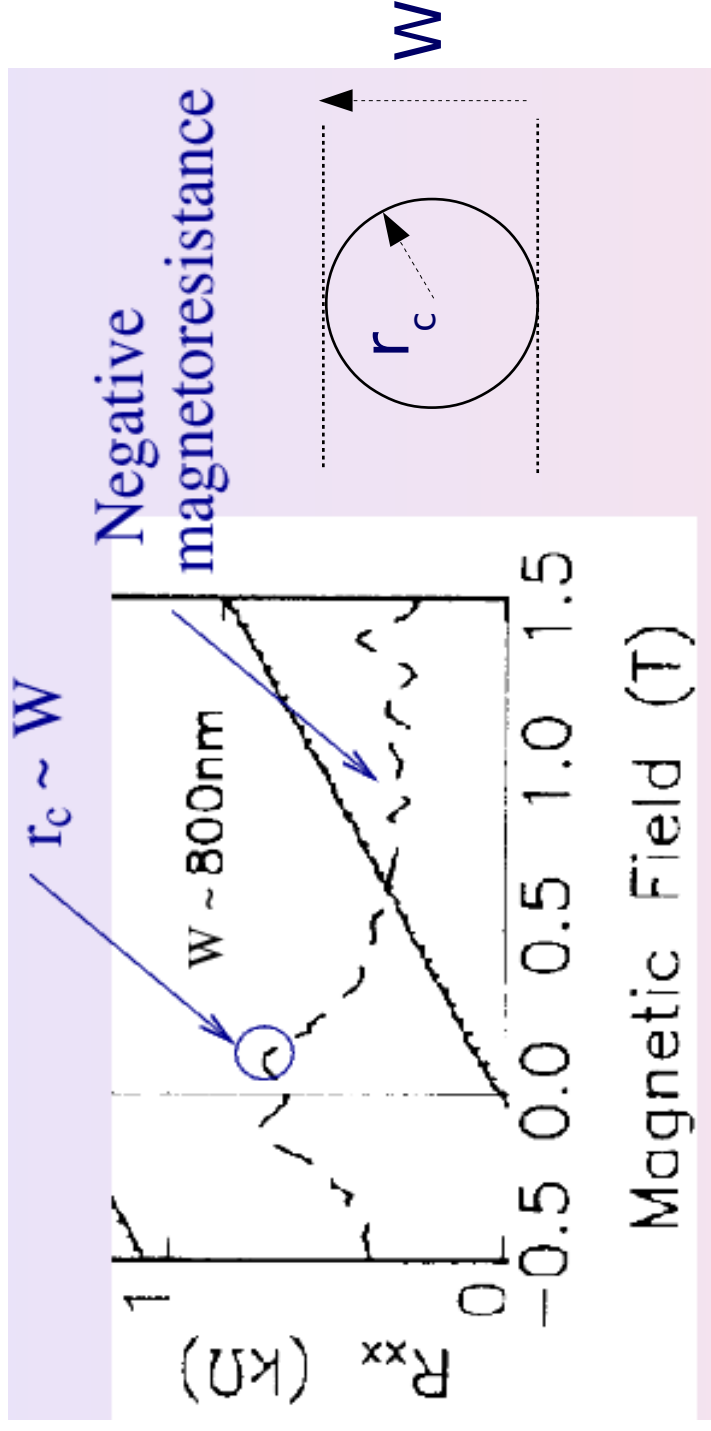 r_c ~ W
Negative
magnetoresistance
W ~ 800nm
R_xx (kΩ)
1
0
-0.5 0.0 0.5 1.0 1.5
Magnetic Field (T)
r_c
W